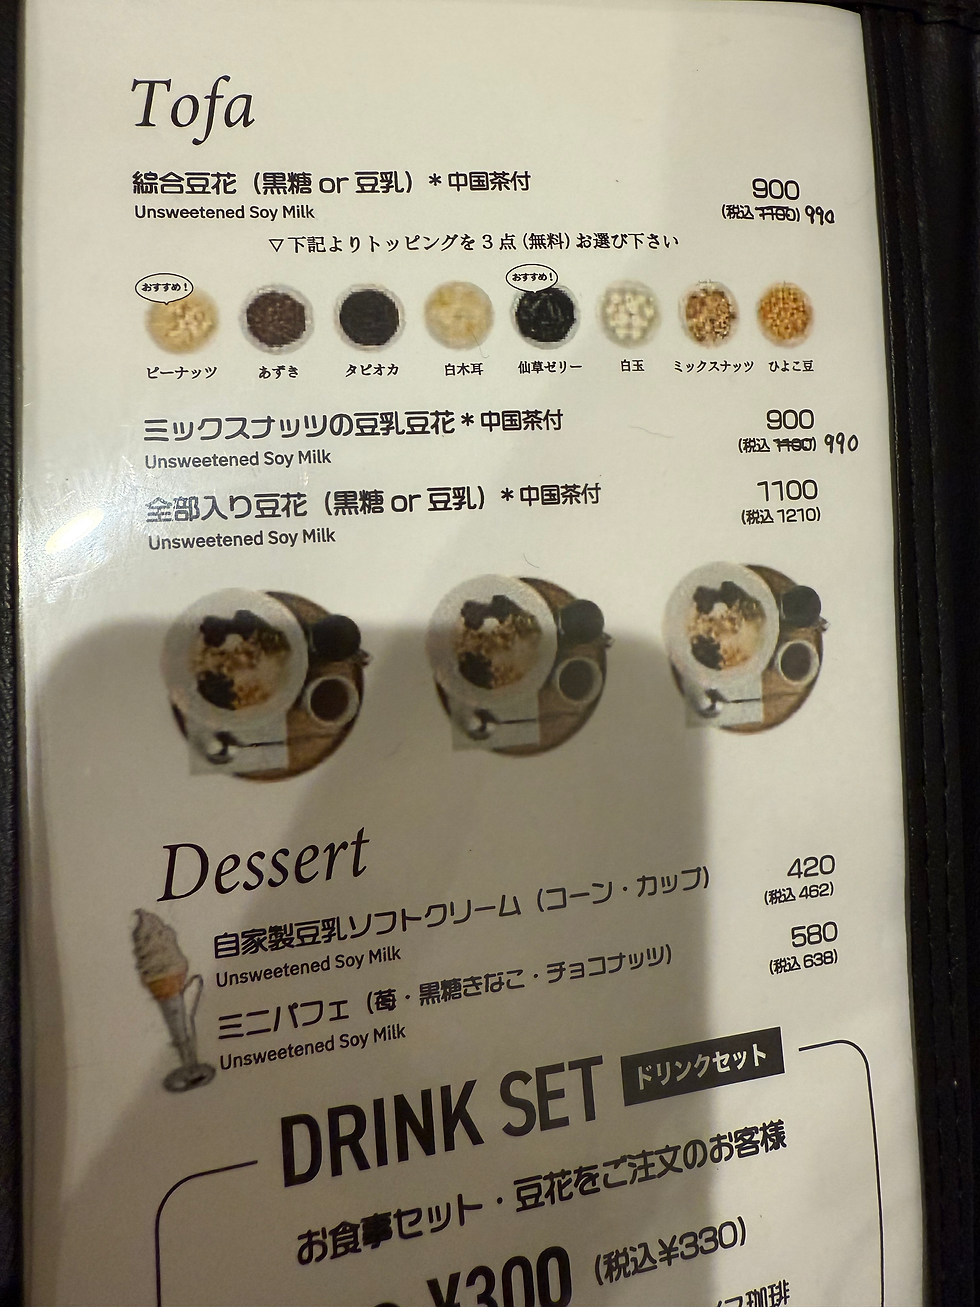 Tofa
綜合豆花（黒糖 or 豆乳）＊中国茶付
900
Unsweetened Soy Milk
(税込 1100) 990
▽下記よりトッピングを３点（無料）お選び下さい
おすすめ！
おすすめ！
ピーナッツ あずき タピオカ 白木耳 仙草ゼリー 白玉 ミックスナッツ ひよこ豆
ミックスナッツの豆乳豆花＊中国茶付
900
Unsweetened Soy Milk
(税込 1100) 990
全部入り豆花（黒糖 or 豆乳）＊中国茶付
1100
Unsweetened Soy Milk
(税込 1210)
Dessert
自家製豆乳ソフトクリーム（コーン・カップ）
420
Unsweetened Soy Milk
(税込 462)
ミニパフェ（苺・黒糖きなこ・チョコナッツ）
580
Unsweetened Soy Milk
(税込 638)
DRINK SET ドリンクセット
お食事セット・豆花をご注文のお客様
¥300 (税込¥330)
珈琲